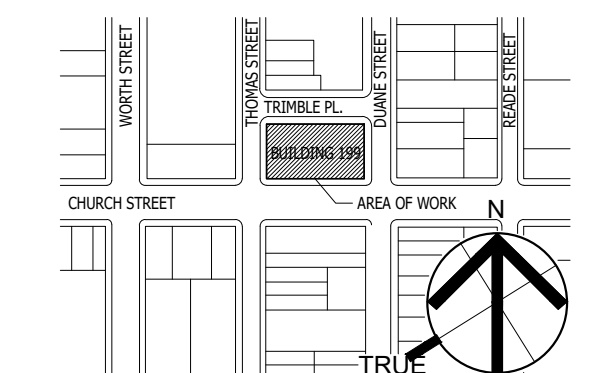 WORTH STREET
THOMAS STREET
DUANE STREET
READE STREET
TRIMBLE PL.
BUILDING 199
CHURCH STREET
AREA OF WORK
N
TRUE